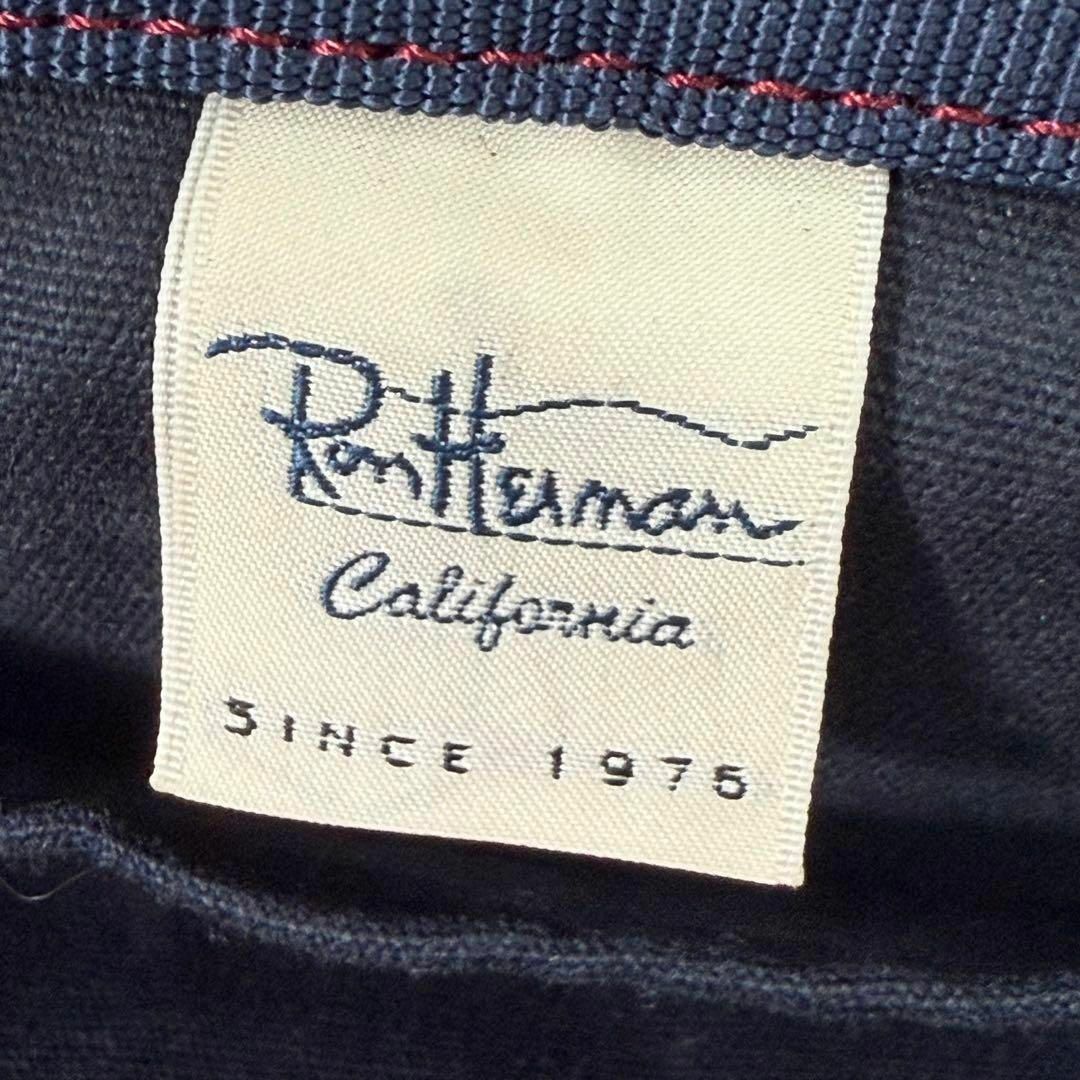 Ron Herman
California
SINCE 1976